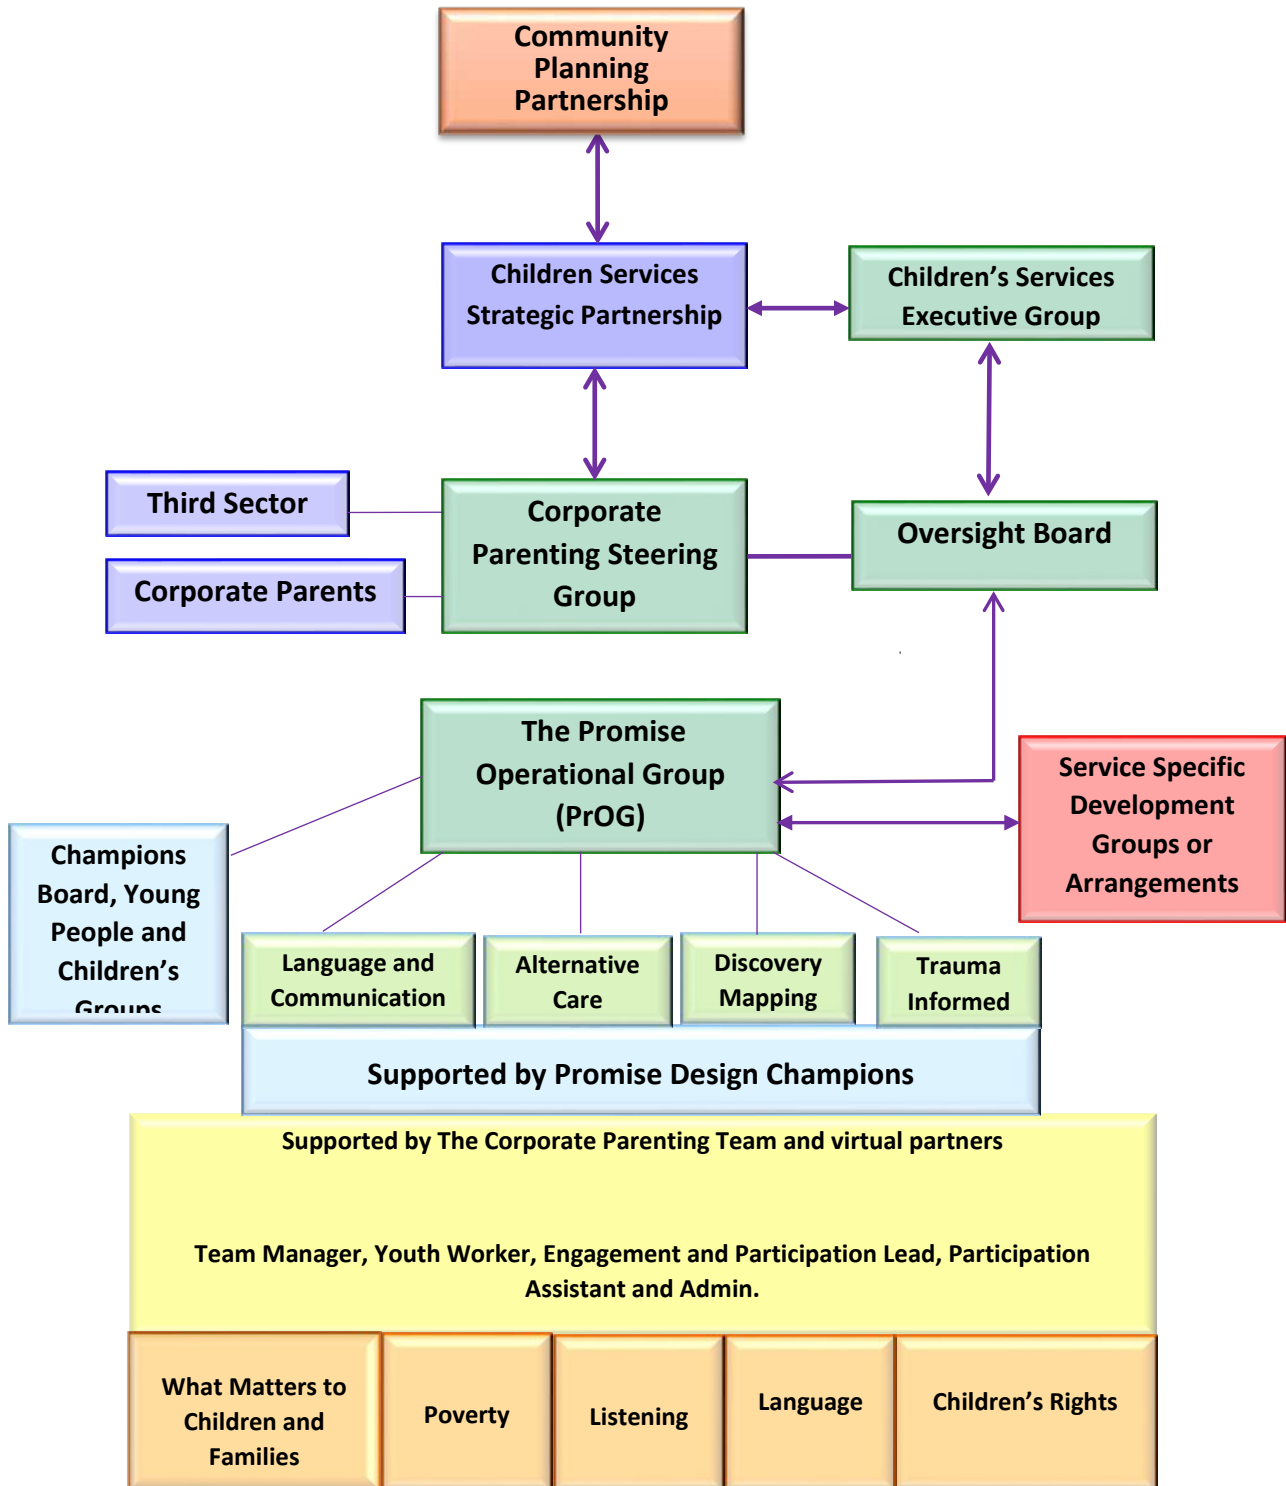 Community
Planning
Partnership
Children Services
Strategic Partnership
Children’s Services
Executive Group
Third Sector
Corporate Parents
Corporate
Parenting Steering
Group
Oversight Board
The Promise
Operational Group
(PrOG)
Service Specific
Development
Groups or
Arrangements
Champions
Board, Young
People and
Children’s
Groups
Language and
Communication
Alternative
Care
Discovery
Mapping
Trauma
Informed
Supported by Promise Design Champions
Supported by The Corporate Parenting Team and virtual partners
Team Manager, Youth Worker, Engagement and Participation Lead, Participation
Assistant and Admin.
What Matters to
Children and
Families
Poverty
Listening
Language
Children’s Rights